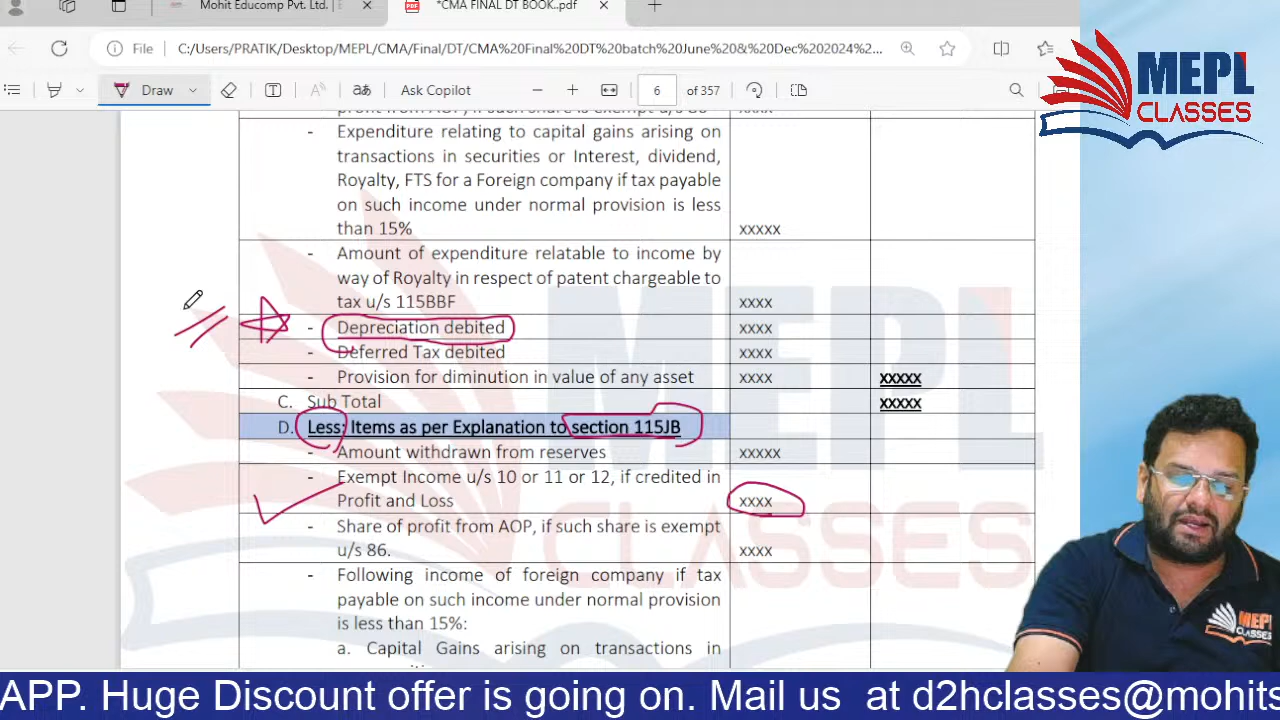 Mohit Educomp Pvt. Ltd. |
*CMA FINAL DT BOOK..pdf
File
C:/Users/PRATIK/Desktop/MEPL/CMA/Final/DT/CMA%20Final%20DT%20batch%20June%20&%20Dec%202024%2...
Draw
aあ
Ask Copilot
6 of 357
MEPL
CLASSES
xxxx
- Expenditure relating to capital gains arising on
transactions in securities or Interest, dividend,
Royalty, FTS for a Foreign company if tax payable
on such income under normal provision is less
than 15% xxxxx
- Amount of expenditure relatable to income by
way of Royalty in respect of patent chargeable to
tax u/s 115BBF xxxx
- Depreciation debited xxxx
- Deferred Tax debited xxxx
- Provision for diminution in value of any asset xxxx xxxxx
C. Sub Total xxxxx
D. Less: Items as per Explanation to section 115JB
- Amount withdrawn from reserves xxxxx
- Exempt Income u/s 10 or 11 or 12, if credited in
Profit and Loss xxxx
- Share of profit from AOP, if such share is exempt
u/s 86. xxxx
- Following income of foreign company if tax
payable on such income under normal provision
is less than 15%:
a. Capital Gains arising on transactions in
MEPL
CLASSES
MEPL
CLASSES
APP. Huge Discount offer is going on. Mail us at d2hclasses@mohits